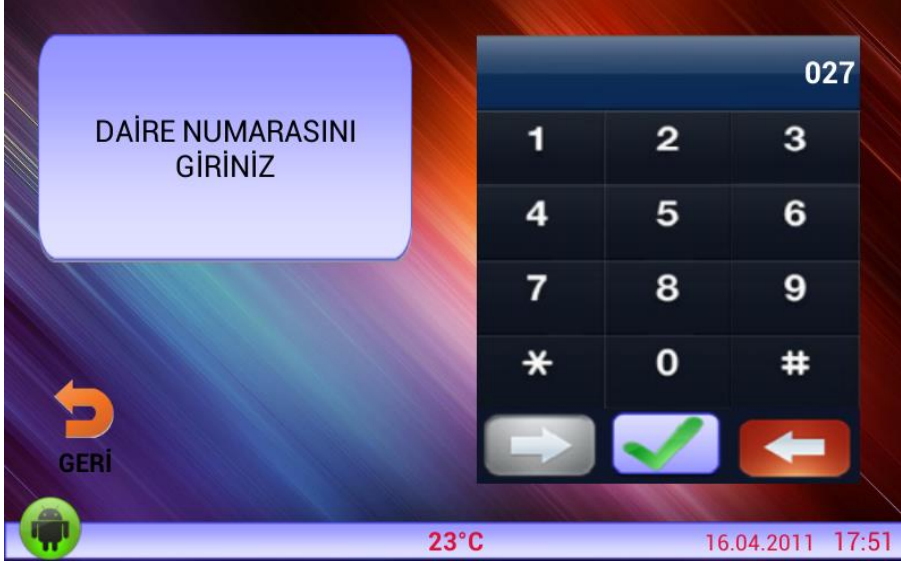 DAİRE NUMARASINI
GİRİNİZ
027
1 2 3
4 5 6
7 8 9
* 0 #
GERİ
23°C 16.04.2011 17:51